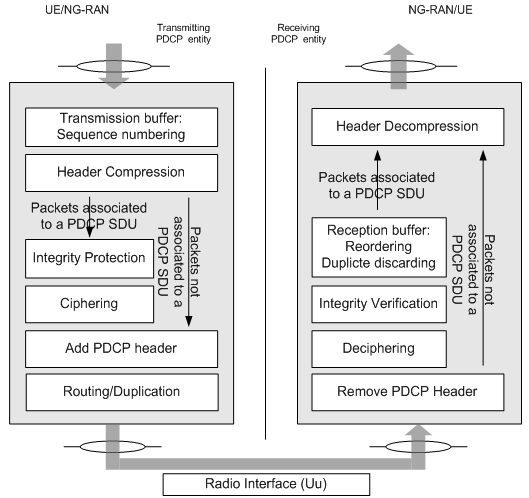 UE/NG-RAN
Transmitting
PDCP entity
Receiving
PDCP entity
NG-RAN/UE
Transmission buffer:
Sequence numbering
Header Compression
Packets associated
to a PDCP SDU
Packets not
associated to a
PDCP SDU
Integrity Protection
Ciphering
Add PDCP header
Routing/Duplication
Header Decompression
Packets associated
to a PDCP SDU
Packets not
associated to a
PDCP SDU
Reception buffer:
Reordering
Duplicte discarding
Integrity Verification
Deciphering
Remove PDCP Header
Radio Interface (Uu)